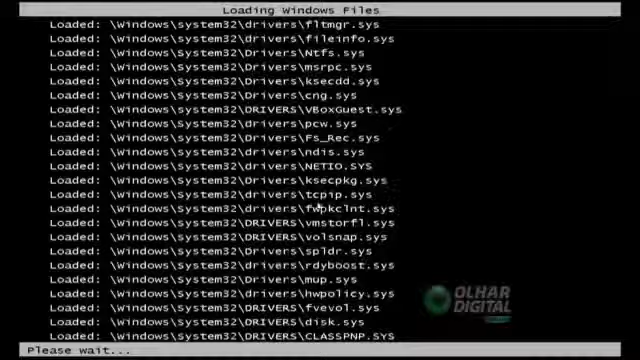 Loading Windows Files
Loaded: \Windows\system32\drivers\fltmgr.sys
Loaded: \Windows\system32\drivers\fileinfo.sys
Loaded: \Windows\System32\Drivers\Ntfs.sys
Loaded: \Windows\System32\Drivers\msrpc.sys
Loaded: \Windows\System32\Drivers\ksecdd.sys
Loaded: \Windows\System32\Drivers\cng.sys
Loaded: \Windows\system32\DRIVERS\VBoxGuest.sys
Loaded: \Windows\System32\drivers\pcw.sys
Loaded: \Windows\System32\Drivers\Fs_Rec.sys
Loaded: \Windows\system32\drivers\ndis.sys
Loaded: \Windows\system32\drivers\NETIO.SYS
Loaded: \Windows\System32\Drivers\ksecpkg.sys
Loaded: \Windows\System32\drivers\tcpip.sys
Loaded: \Windows\System32\drivers\fwpkclnt.sys
Loaded: \Windows\system32\DRIVERS\vmstorfl.sys
Loaded: \Windows\system32\DRIVERS\volsnap.sys
Loaded: \Windows\System32\Drivers\spldr.sys
Loaded: \Windows\System32\drivers\rdyboost.sys
Loaded: \Windows\System32\Drivers\mup.sys
Loaded: \Windows\System32\drivers\hwpolicy.sys
Loaded: \Windows\System32\DRIVERS\fvevol.sys
Loaded: \Windows\system32\DRIVERS\disk.sys
Loaded: \Windows\system32\DRIVERS\CLASSPNP.SYS
OLHAR
DIGITAL
Please wait...